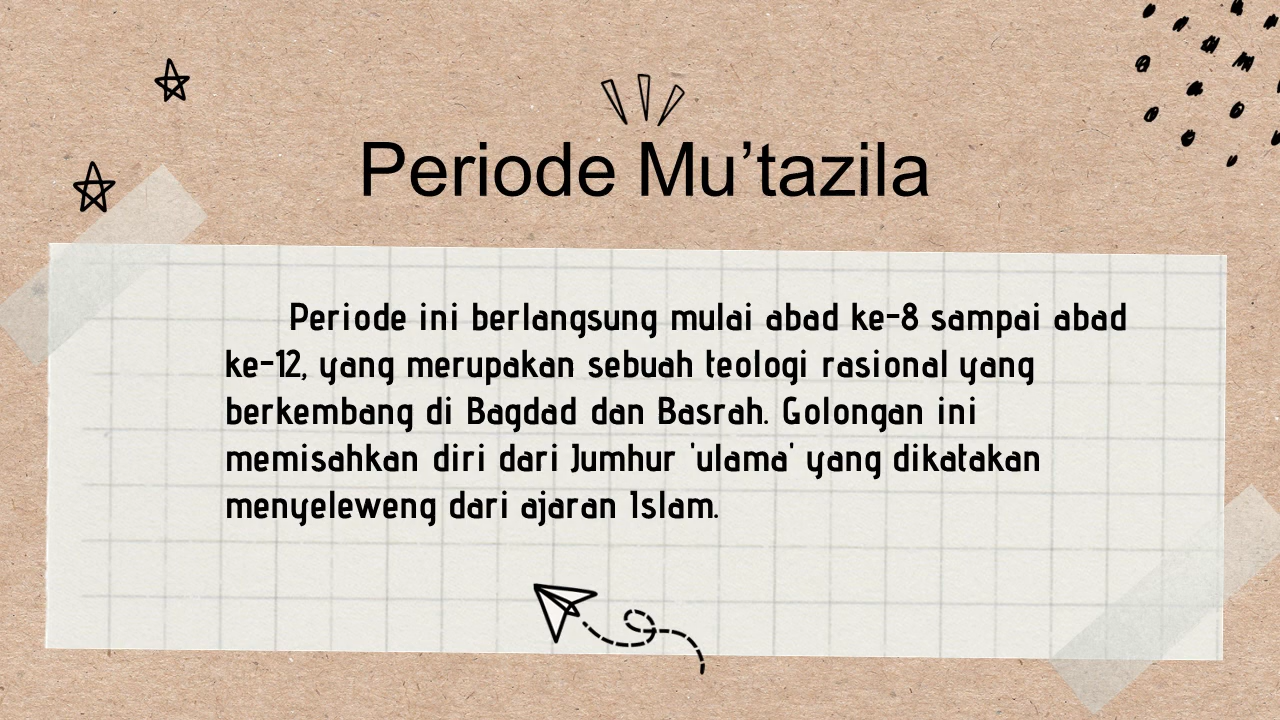 Periode Mu’tazila
Periode ini berlangsung mulai abad ke-8 sampai abad
ke-12, yang merupakan sebuah teologi rasional yang
berkembang di Bagdad dan Basrah. Golongan ini
memisahkan diri dari Jumhur 'ulama' yang dikatakan
menyeleweng dari ajaran Islam.